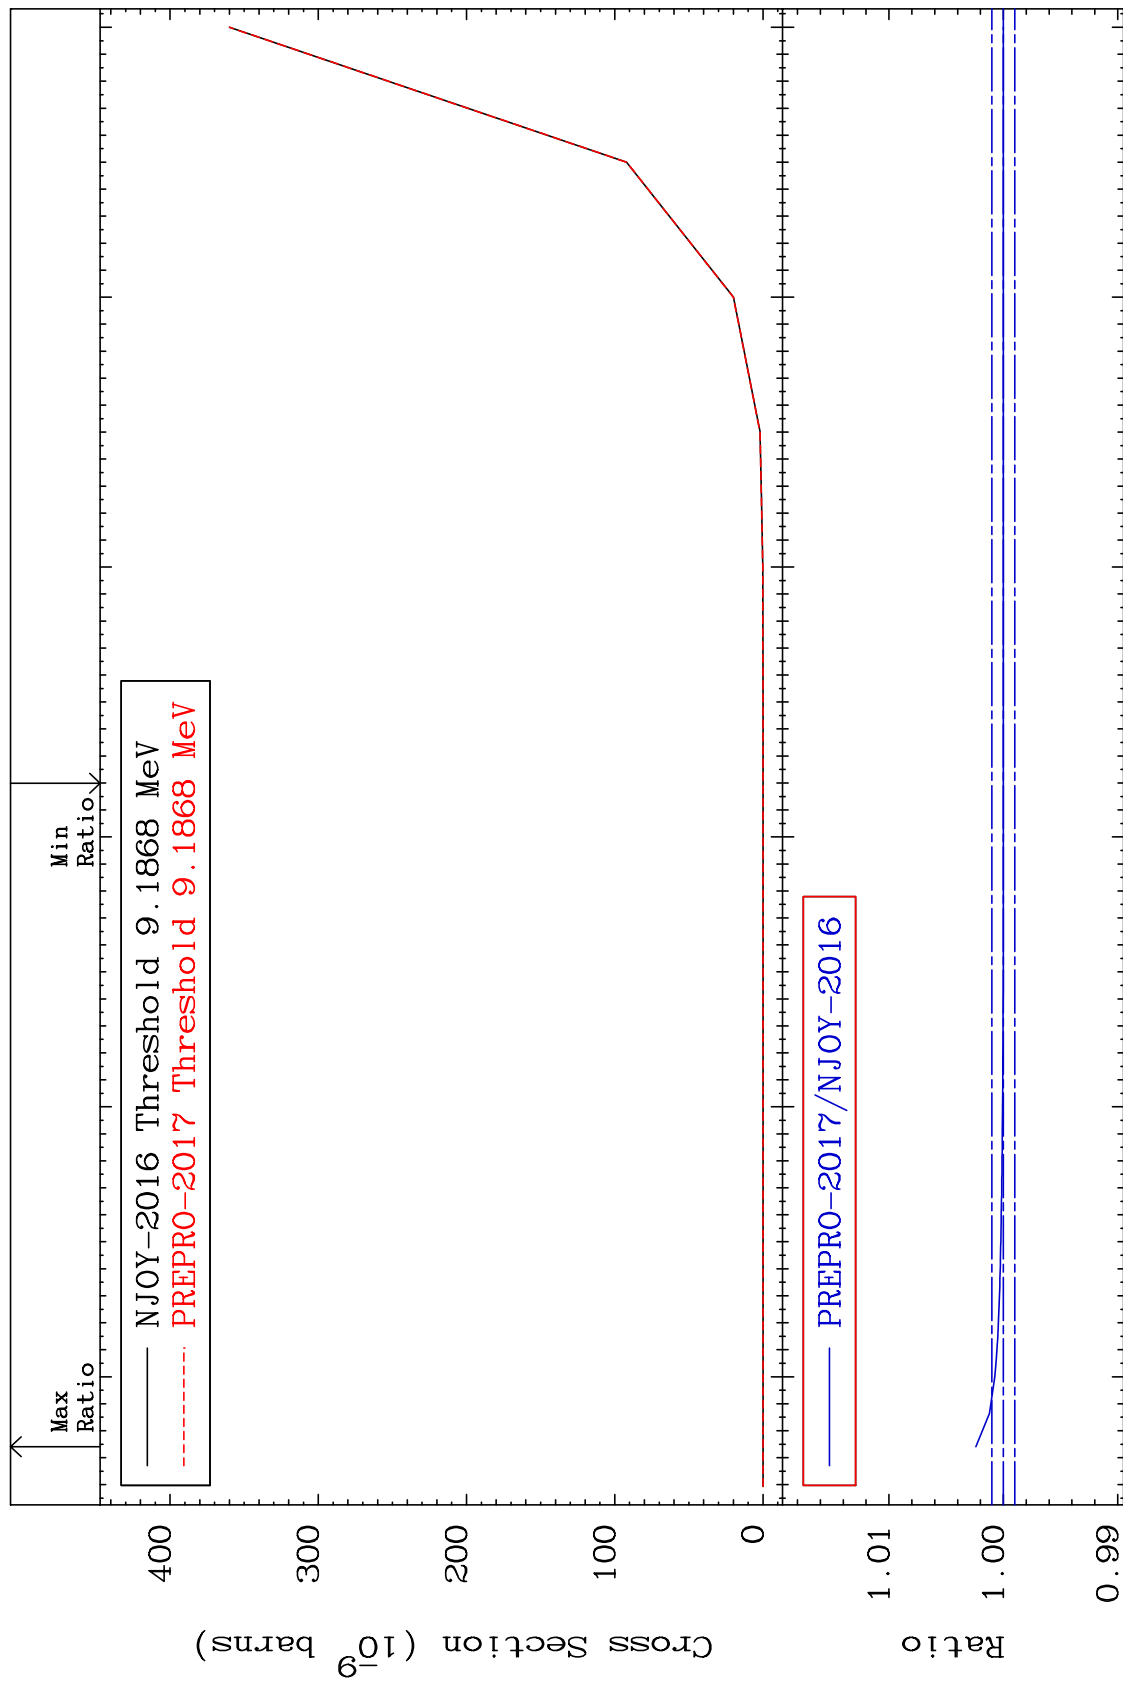 Max
Ratio
Min
Ratio
NJOY-2016 Threshold 9.1868 MeV
PREPRO-2017 Threshold 9.1868 MeV
400
300
200
100
0
Cross Section (10⁻⁹ barns)
PREPRO-2017/NJOY-2016
1.01
1.00
0.99
Ratio